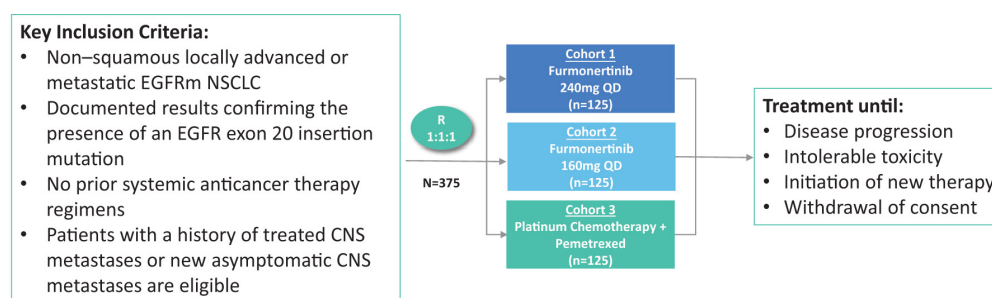 Key Inclusion Criteria:
• Non–squamous locally advanced or
metastatic EGFRm NSCLC
• Documented results confirming the
presence of an EGFR exon 20 insertion
mutation
• No prior systemic anticancer therapy
regimens
• Patients with a history of treated CNS
metastases or new asymptomatic CNS
metastases are eligible
R
1:1:1
N=375
Cohort 1
Furmonertinib
240mg QD
(n=125)
Cohort 2
Furmonertinib
160mg QD
(n=125)
Cohort 3
Platinum Chemotherapy +
Pemetrexed
(n=125)
Treatment until:
• Disease progression
• Intolerable toxicity
• Initiation of new therapy
• Withdrawal of consent